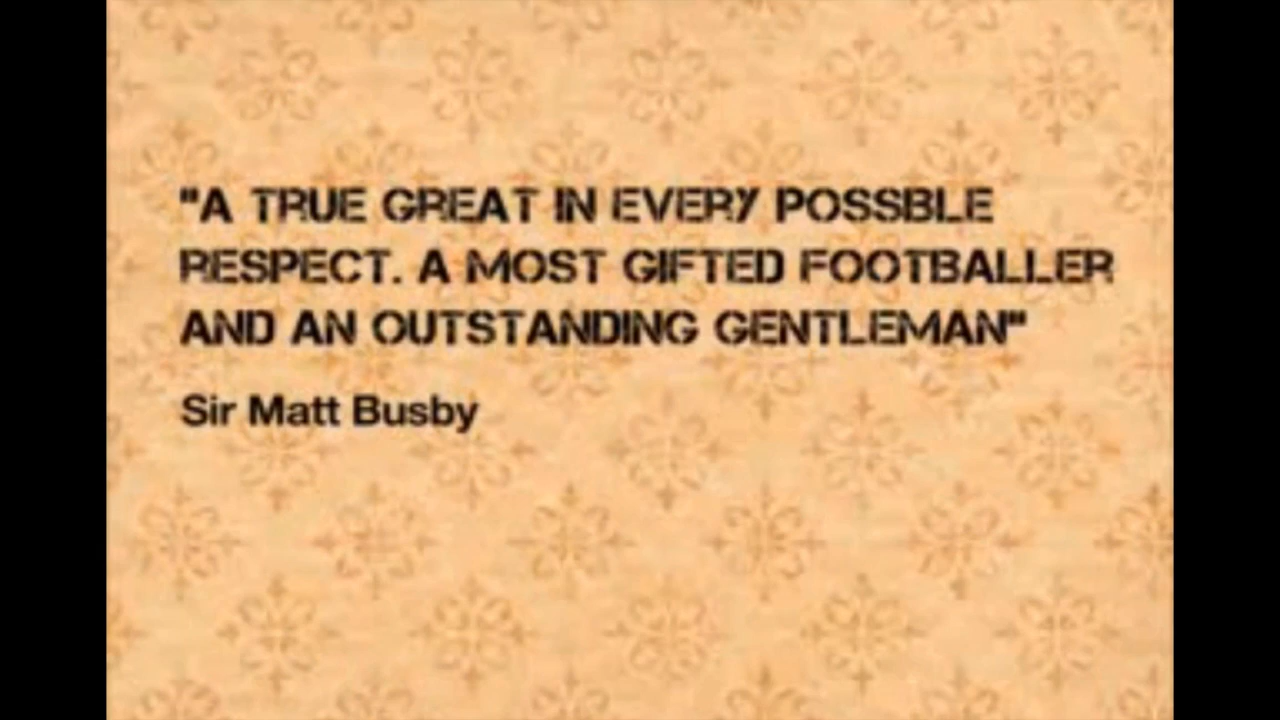 "A TRUE GREAT IN EVERY POSSBLE
RESPECT. A MOST GIFTED FOOTBALLER
AND AN OUTSTANDING GENTLEMAN"
Sir Matt Busby